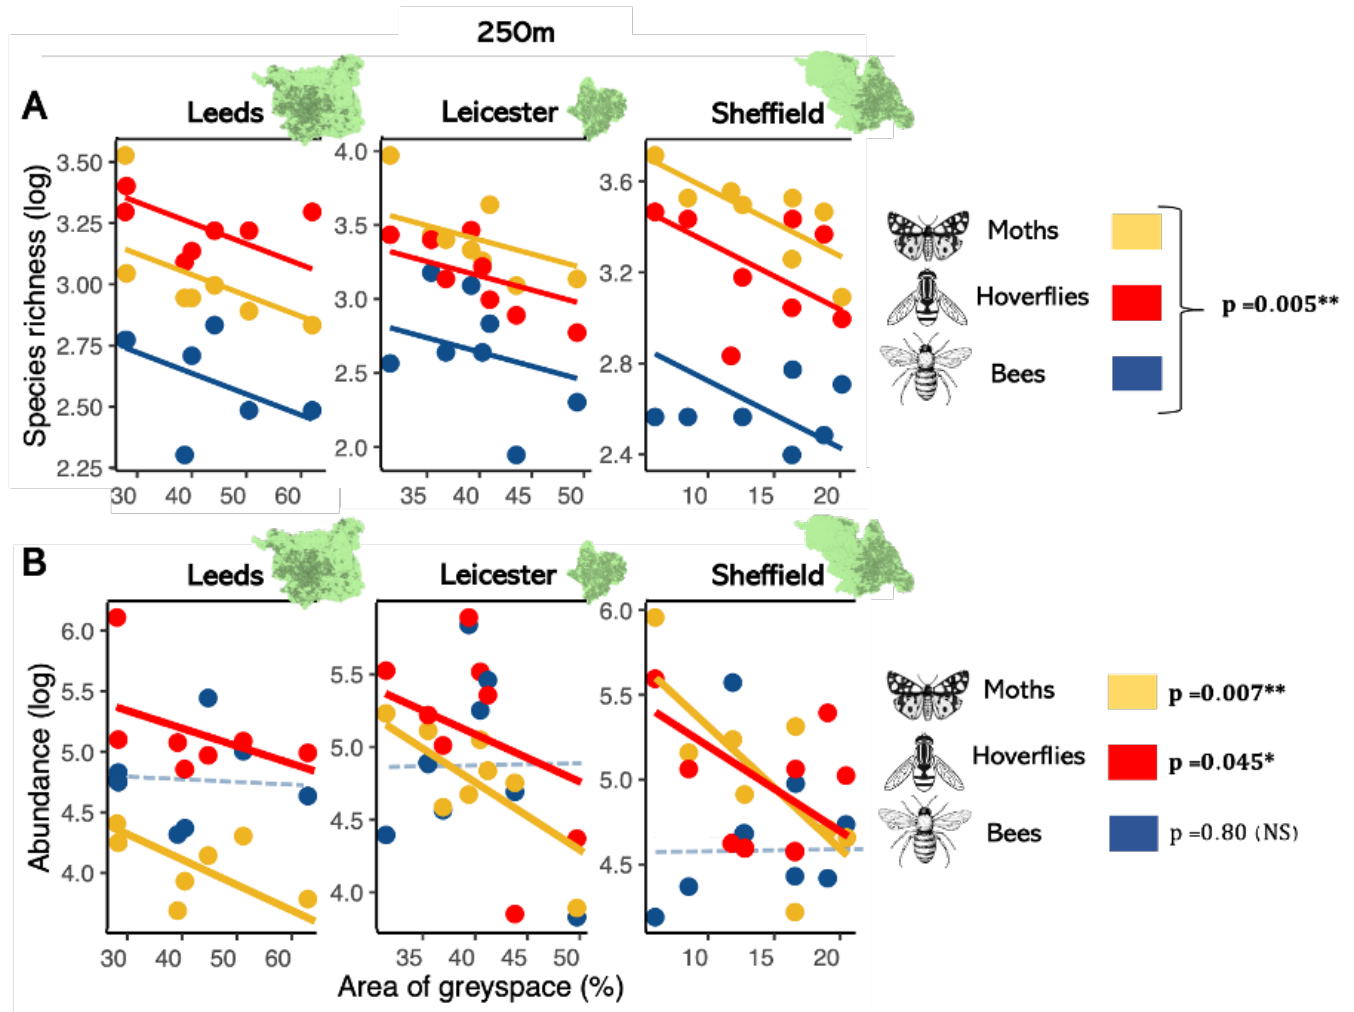 250m
A
Leeds
Leicester
Sheffield
Species richness (log)
3.50
3.25
3.00
2.75
2.50
2.25
30 40 50 60
4.0
3.5
3.0
2.5
2.0
35 40 45 50
3.6
3.2
2.8
2.4
10 15 20
Moths
Hoverflies
Bees
p =0.005**
B
Leeds
Leicester
Sheffield
Abundance (log)
6.0
5.5
5.0
4.5
4.0
30 40 50 60
5.5
5.0
4.5
4.0
35 40 45 50
6.0
5.5
5.0
4.5
10 15 20
Area of greyspace (%)
Moths p =0.007**
Hoverflies p =0.045*
Bees p =0.80 (NS)